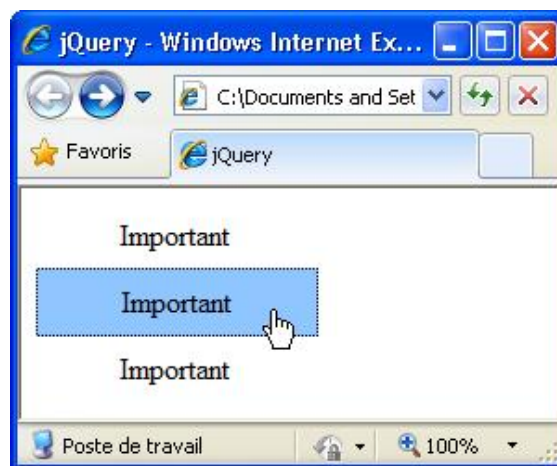 jQuery - Windows Internet Ex...
C:\Documents and Set
Favoris
jQuery
Important
Important
Important
Poste de travail
100%